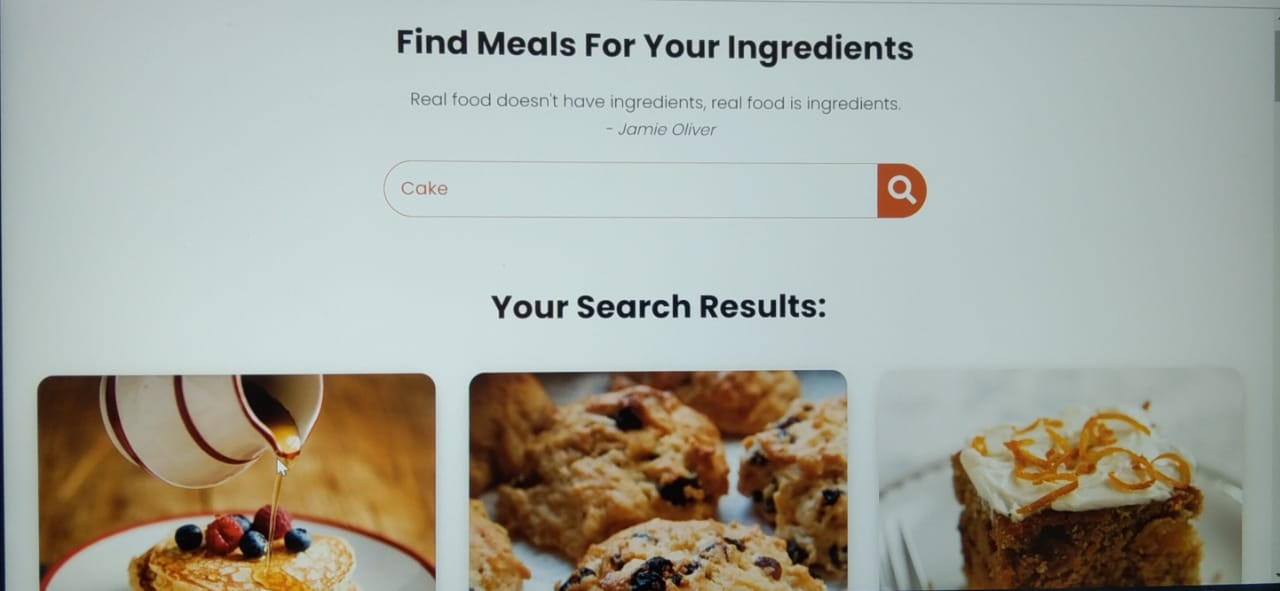 Find Meals For Your Ingredients
Real food doesn't have ingredients, real food is ingredients.
- Jamie Oliver
Cake
Your Search Results: